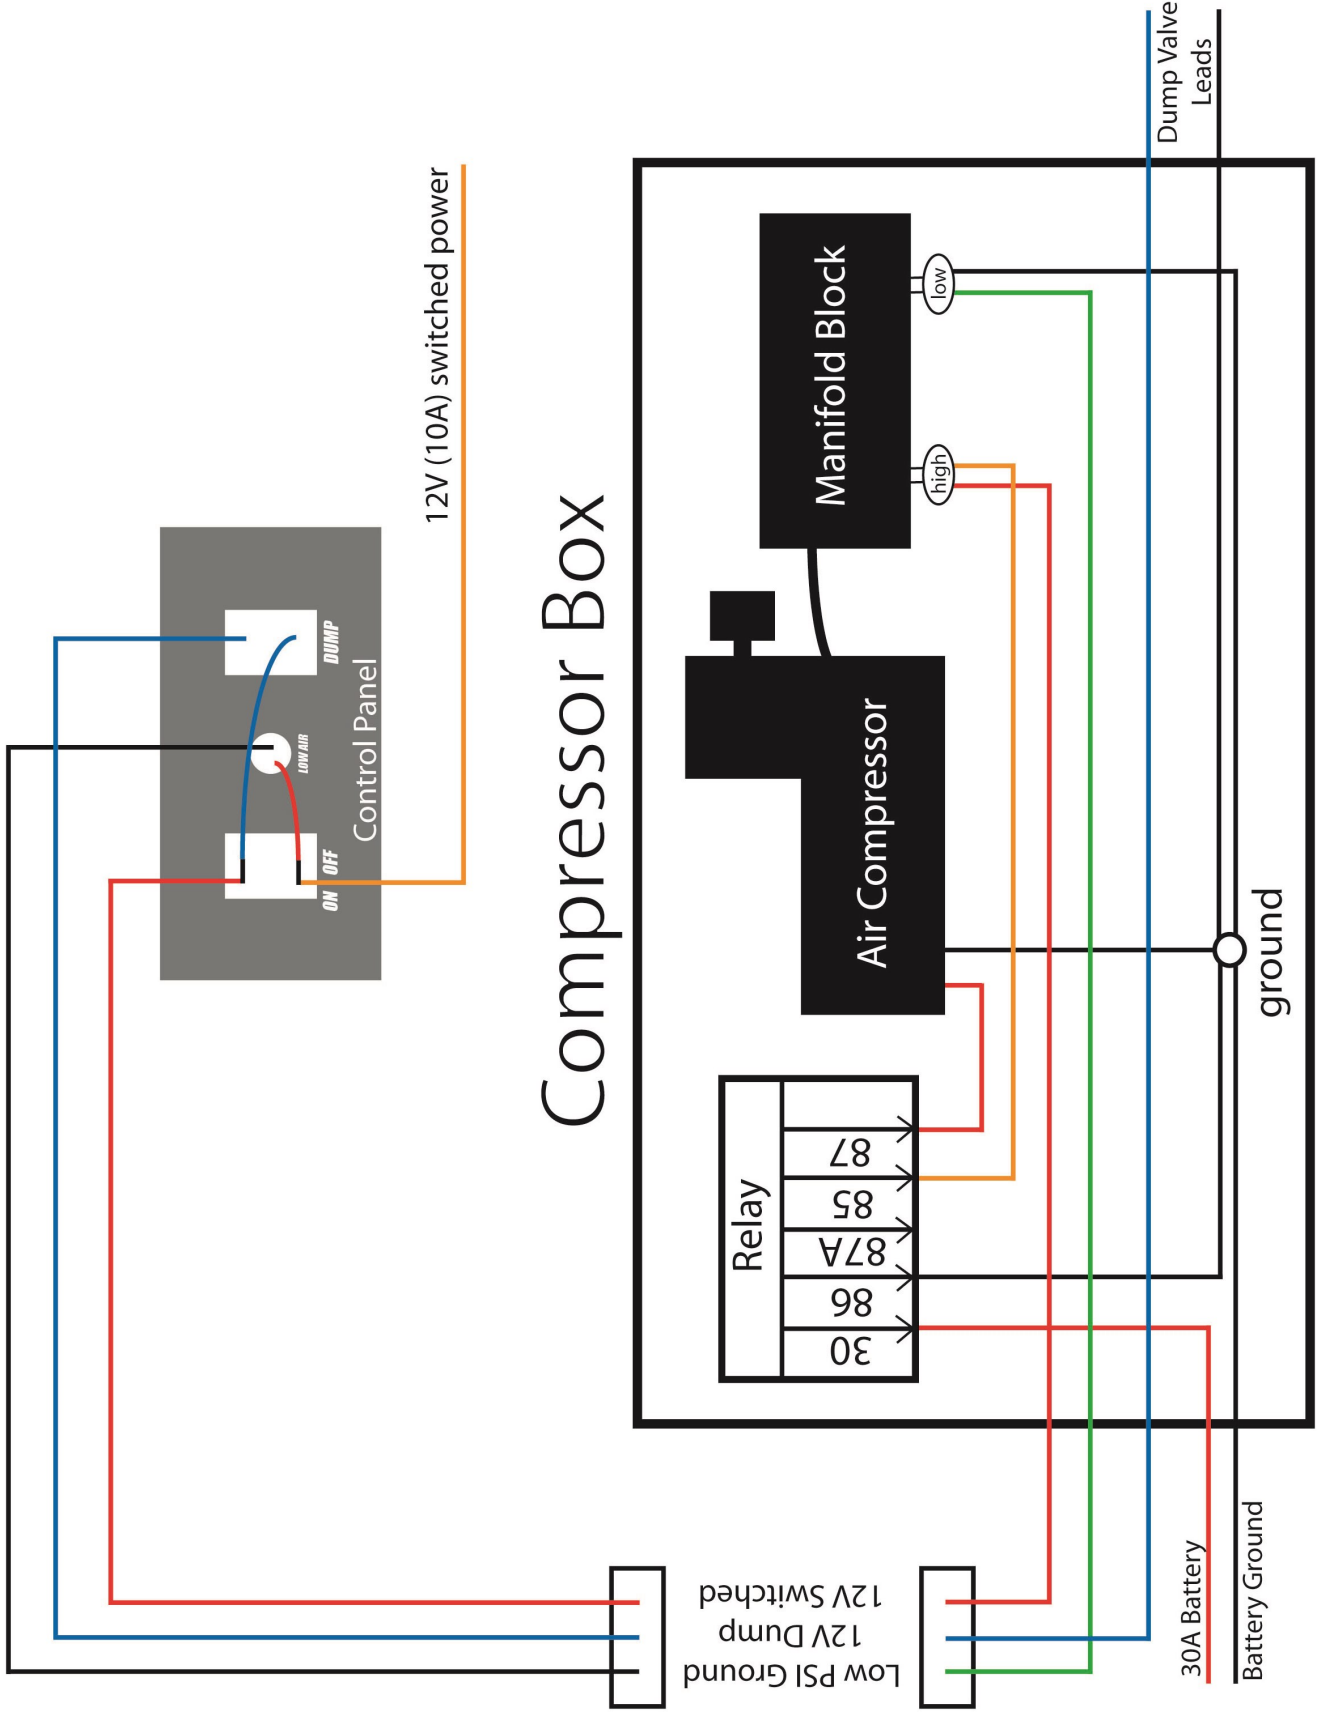 Dump Valve
Leads
12V (10A) switched power
DUMP
LOW AIR
ON OFF
Control Panel
Compressor Box
Manifold Block
low
high
Air Compressor
Relay
87
85
87A
86
30
ground
12V Switched
12V Dump
Low PSI Ground
30A Battery
Battery Ground